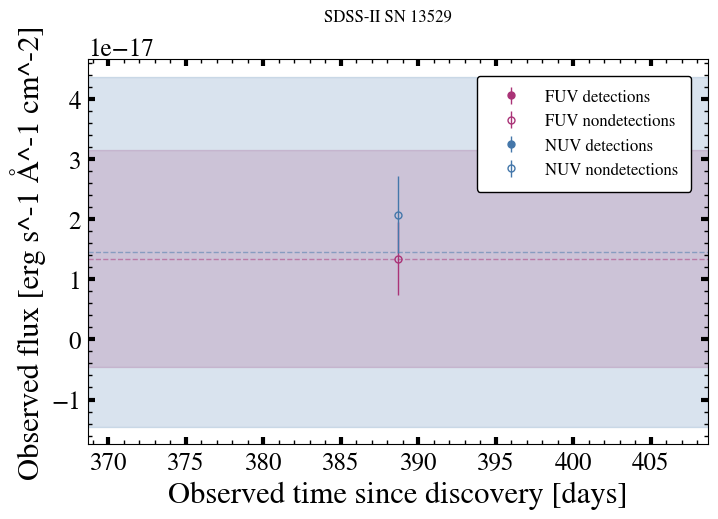 SDSS-II SN 13529
1e−17
Observed flux [erg s^-1 Å^-1 cm^-2]
4
3
2
1
0
−1
FUV detections
FUV nondetections
NUV detections
NUV nondetections
370 375 380 385 390 395 400 405
Observed time since discovery [days]